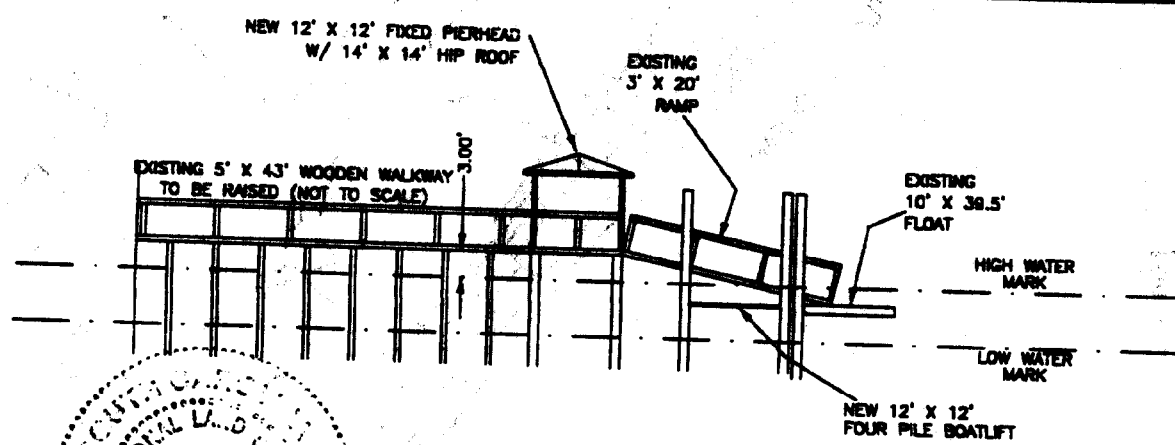 NEW 12' X 12' FIXED PIERHEAD
W/ 14' X 14' HIP ROOF
EXISTING
3' X 20'
RAMP
EXISTING 5' X 43' WOODEN WALKWAY
TO BE RAISED (NOT TO SCALE)
3.00'
EXISTING
10' X 39.5'
FLOAT
HIGH WATER
MARK
LOW WATER
MARK
NEW 12' X 12'
FOUR PILE BOATLIFT